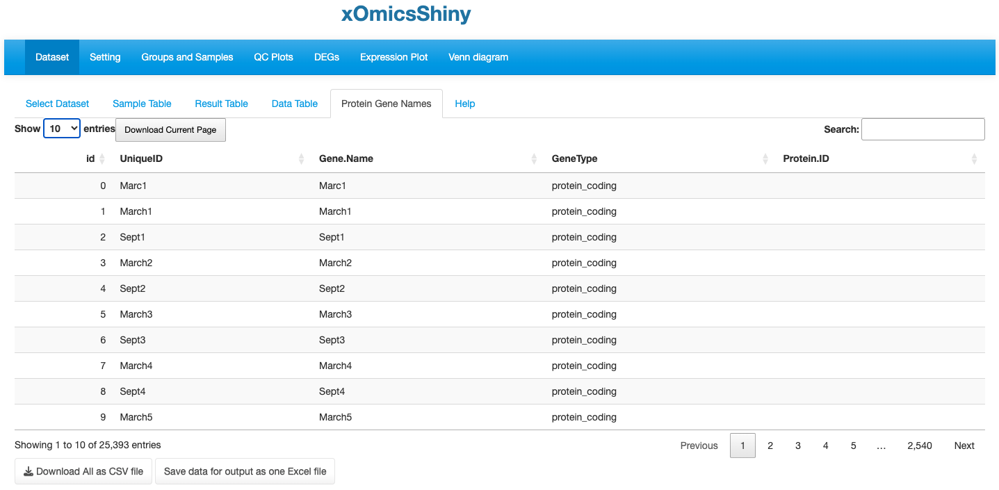 xOmicsShiny
Dataset Setting Groups and Samples QC Plots DEGs Expression Plot Venn diagram
Select Dataset Sample Table Result Table Data Table Protein Gene Names Help
Show 10 entries Download Current Page Search:
id UniqueID Gene.Name GeneType Protein.ID
0 Marc1 Marc1 protein_coding
1 March1 March1 protein_coding
2 Sept1 Sept1 protein_coding
3 March2 March2 protein_coding
4 Sept2 Sept2 protein_coding
5 March3 March3 protein_coding
6 Sept3 Sept3 protein_coding
7 March4 March4 protein_coding
8 Sept4 Sept4 protein_coding
9 March5 March5 protein_coding
Showing 1 to 10 of 25,393 entries Previous 1 2 3 4 5 … 2,540 Next
Download All as CSV file Save data for output as one Excel file